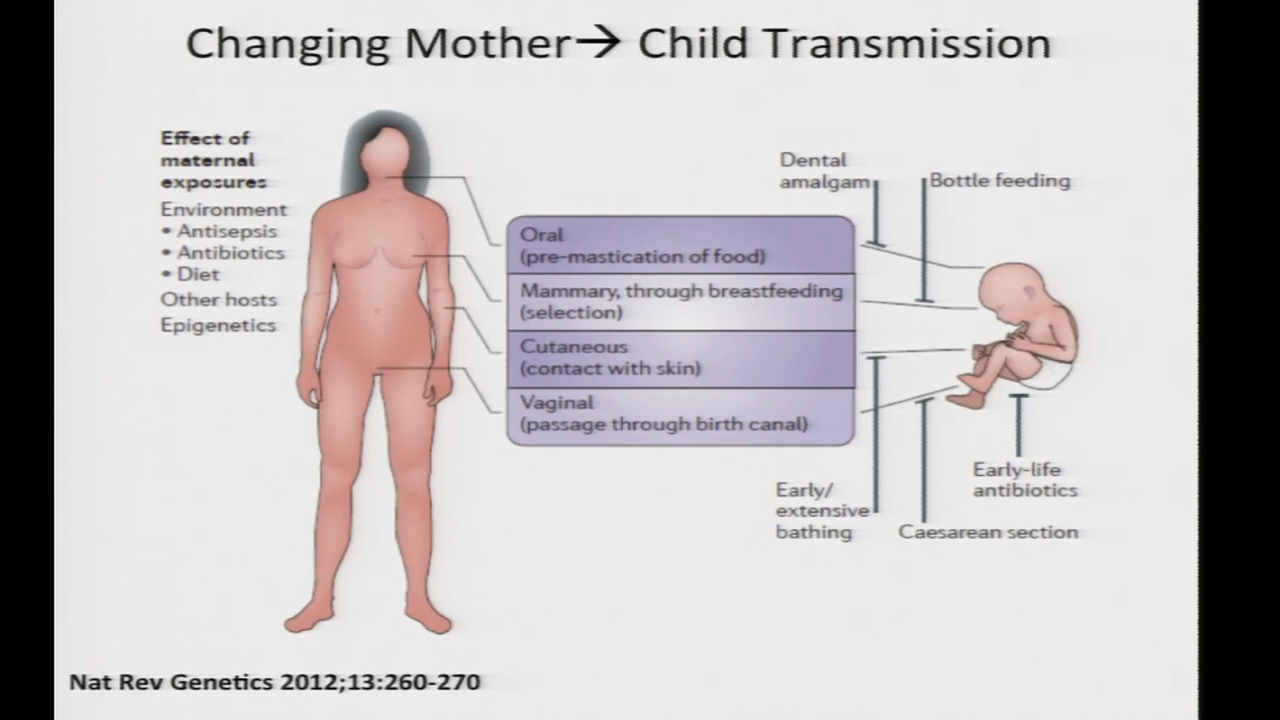 Changing Mother→ Child Transmission
Effect of
maternal
exposures
Environment
• Antisepsis
• Antibiotics
• Diet
Other hosts
Epigenetics
Oral
(pre-mastication of food)
Mammary, through breastfeeding
(selection)
Cutaneous
(contact with skin)
Vaginal
(passage through birth canal)
Dental
amalgam
Bottle feeding
Early/
extensive
bathing
Caesarean section
Early-life
antibiotics
Nat Rev Genetics 2012;13:260-270